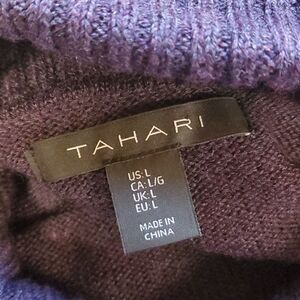 TAHARI
US: L
CA: L/G
UK: L
EU: L
MADE IN
CHINA